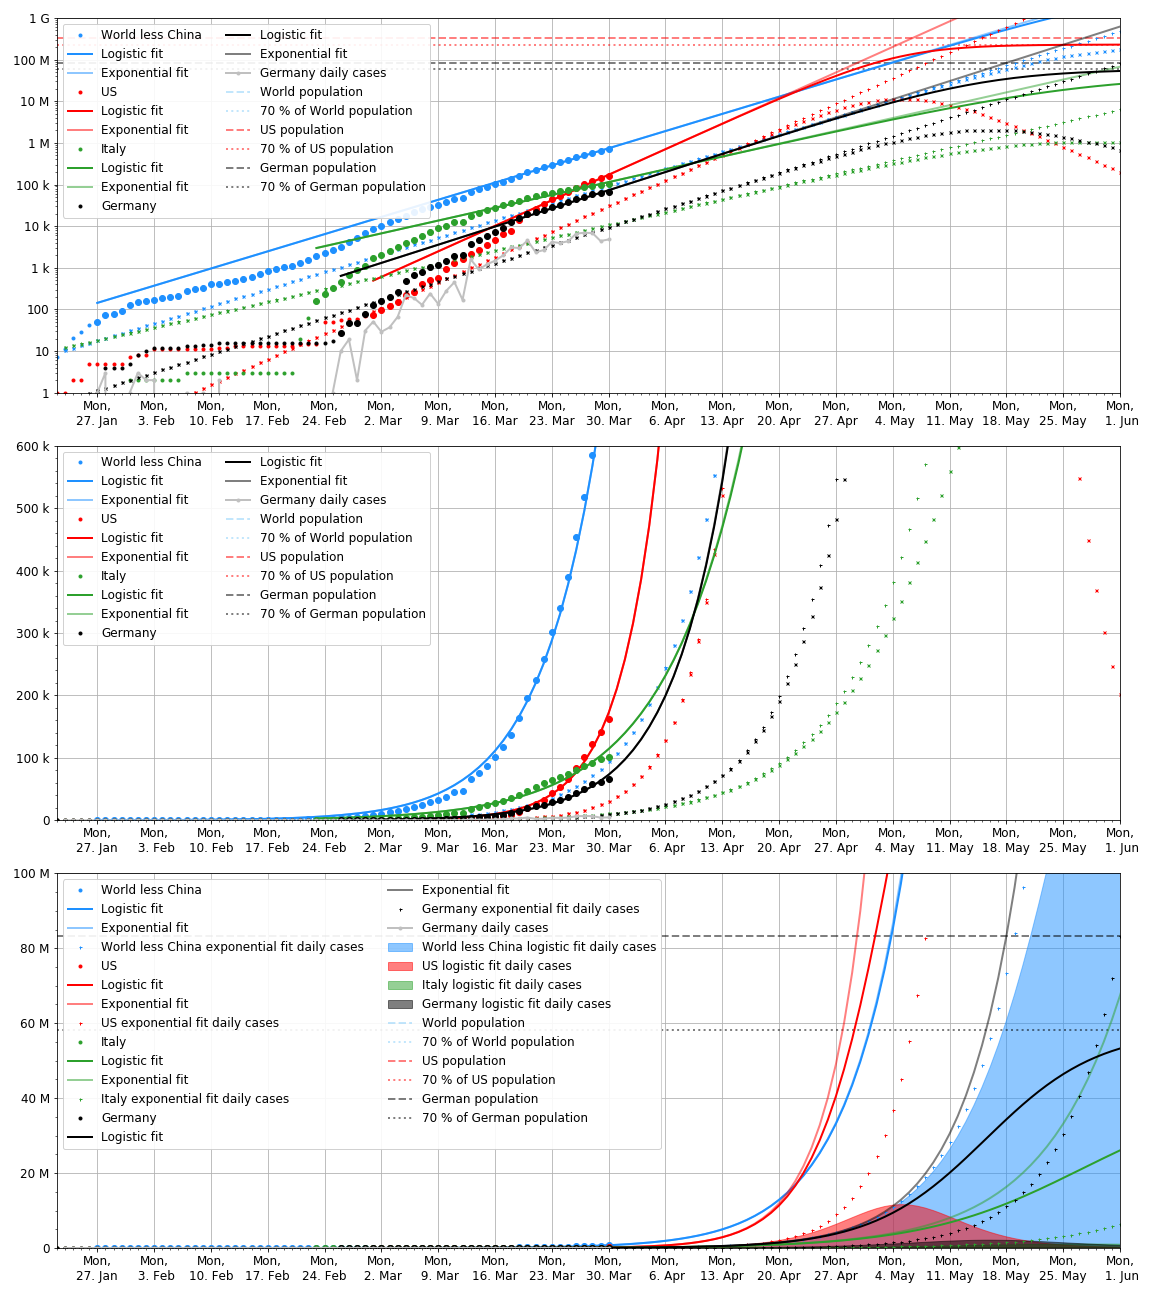 1 G
100 M
10 M
1 M
100 k
10 k
1 k
100
10
1
World less China
Logistic fit
Exponential fit
US
Logistic fit
Exponential fit
Italy
Logistic fit
Exponential fit
Germany
Logistic fit
Exponential fit
Germany daily cases
World population
70 % of World population
US population
70 % of US population
German population
70 % of German population
Mon, Mon, Mon, Mon, Mon, Mon, Mon, Mon, Mon, Mon, Mon, Mon, Mon, Mon, Mon, Mon, Mon, Mon, Mon,
27. Jan 3. Feb 10. Feb 17. Feb 24. Feb 2. Mar 9. Mar 16. Mar 23. Mar 30. Mar 6. Apr 13. Apr 20. Apr 27. Apr 4. May 11. May 18. May 25. May 1. Jun
600 k
500 k
400 k
300 k
200 k
100 k
0
World less China
Logistic fit
Exponential fit
US
Logistic fit
Exponential fit
Italy
Logistic fit
Exponential fit
Germany
Logistic fit
Exponential fit
Germany daily cases
World population
70 % of World population
US population
70 % of US population
German population
70 % of German population
Mon, Mon, Mon, Mon, Mon, Mon, Mon, Mon, Mon, Mon, Mon, Mon, Mon, Mon, Mon, Mon, Mon, Mon, Mon,
27. Jan 3. Feb 10. Feb 17. Feb 24. Feb 2. Mar 9. Mar 16. Mar 23. Mar 30. Mar 6. Apr 13. Apr 20. Apr 27. Apr 4. May 11. May 18. May 25. May 1. Jun
100 M
80 M
60 M
40 M
20 M
0
World less China
Logistic fit
Exponential fit
World less China exponential fit daily cases
US
Logistic fit
Exponential fit
US exponential fit daily cases
Italy
Logistic fit
Exponential fit
Italy exponential fit daily cases
Germany
Logistic fit
Exponential fit
Germany exponential fit daily cases
Germany daily cases
World less China logistic fit daily cases
US logistic fit daily cases
Italy logistic fit daily cases
Germany logistic fit daily cases
World population
70 % of World population
US population
70 % of US population
German population
70 % of German population
Mon, Mon, Mon, Mon, Mon, Mon, Mon, Mon, Mon, Mon, Mon, Mon, Mon, Mon, Mon, Mon, Mon, Mon, Mon,
27. Jan 3. Feb 10. Feb 17. Feb 24. Feb 2. Mar 9. Mar 16. Mar 23. Mar 30. Mar 6. Apr 13. Apr 20. Apr 27. Apr 4. May 11. May 18. May 25. May 1. Jun